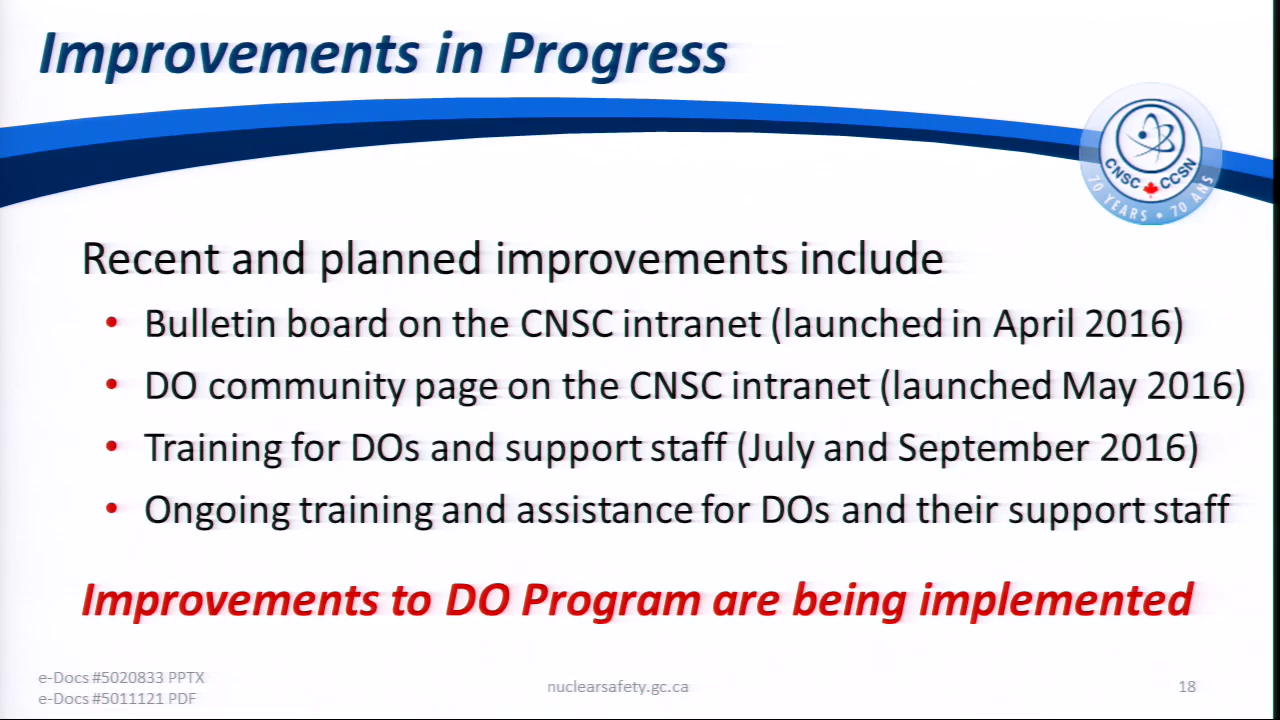 Improvements in Progress
CNSC CCSN
70 YEARS • 70 ANS
Recent and planned improvements include
• Bulletin board on the CNSC intranet (launched in April 2016)
• DO community page on the CNSC intranet (launched May 2016)
• Training for DOs and support staff (July and September 2016)
• Ongoing training and assistance for DOs and their support staff
Improvements to DO Program are being implemented
e-Docs #5020833 PPTX
e-Docs #5011121 PDF
nuclearsafety.gc.ca
18